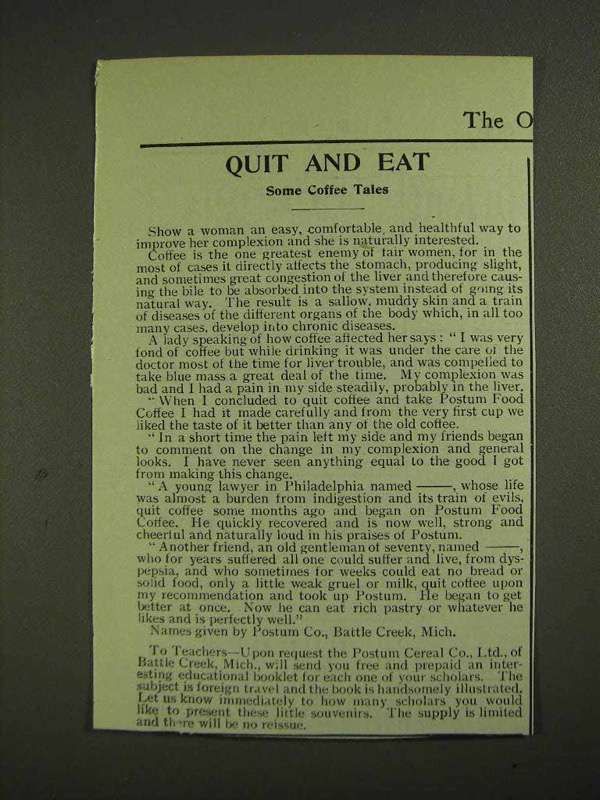 The O
QUIT AND EAT
Some Coffee Tales
Show a woman an easy, comfortable and healthful way to
improve her complexion and she is naturally interested.
Coffee is the one greatest enemy of fair women, for in the
most of cases it directly affects the stomach, producing slight,
and sometimes great congestion of the liver and therefore caus-
ing the bile to be absorbed into the system instead of going its
natural way. The result is a sallow, muddy skin and a train
of diseases of the different organs of the body which, in all too
many cases, develop into chronic diseases.
A lady speaking of how coffee affected her says: "I was very
fond of coffee but while drinking it was under the care of the
doctor most of the time for liver trouble, and was compelled to
take blue mass a great deal of the time. My complexion was
bad and I had a pain in my side steadily, probably in the liver.
"When I concluded to quit coffee and take Postum Food
Coffee I had it made carefully and from the very first cup we
liked the taste of it better than any of the old coffee.
"In a short time the pain left my side and my friends began
to comment on the change in my complexion and general
looks. I have never seen anything equal to the good I got
from making this change.
"A young lawyer in Philadelphia named ——, whose life
was almost a burden from indigestion and its train of evils,
quit coffee some months ago and began on Postum Food
Coffee. He quickly recovered and is now well, strong and
cheerful and naturally loud in his praises of Postum.
"Another friend, an old gentleman of seventy, named ——,
who for years suffered all one could suffer and live, from dys-
pepsia, and who sometimes for weeks could eat no bread or
solid food, only a little weak gruel or milk, quit coffee upon
my recommendation and took up Postum. He began to get
better at once. Now he can eat rich pastry or whatever he
likes and is perfectly well."
Names given by Postum Co., Battle Creek, Mich.
To Teachers—Upon request the Postum Cereal Co., Ltd., of
Battle Creek, Mich., will send you free and prepaid an inter-
esting educational booklet for each one of your scholars. The
subject is foreign travel and the book is handsomely illustrated.
Let us know immediately to how many scholars you would
like to present these little souvenirs. The supply is limited
and there will be no reissue.